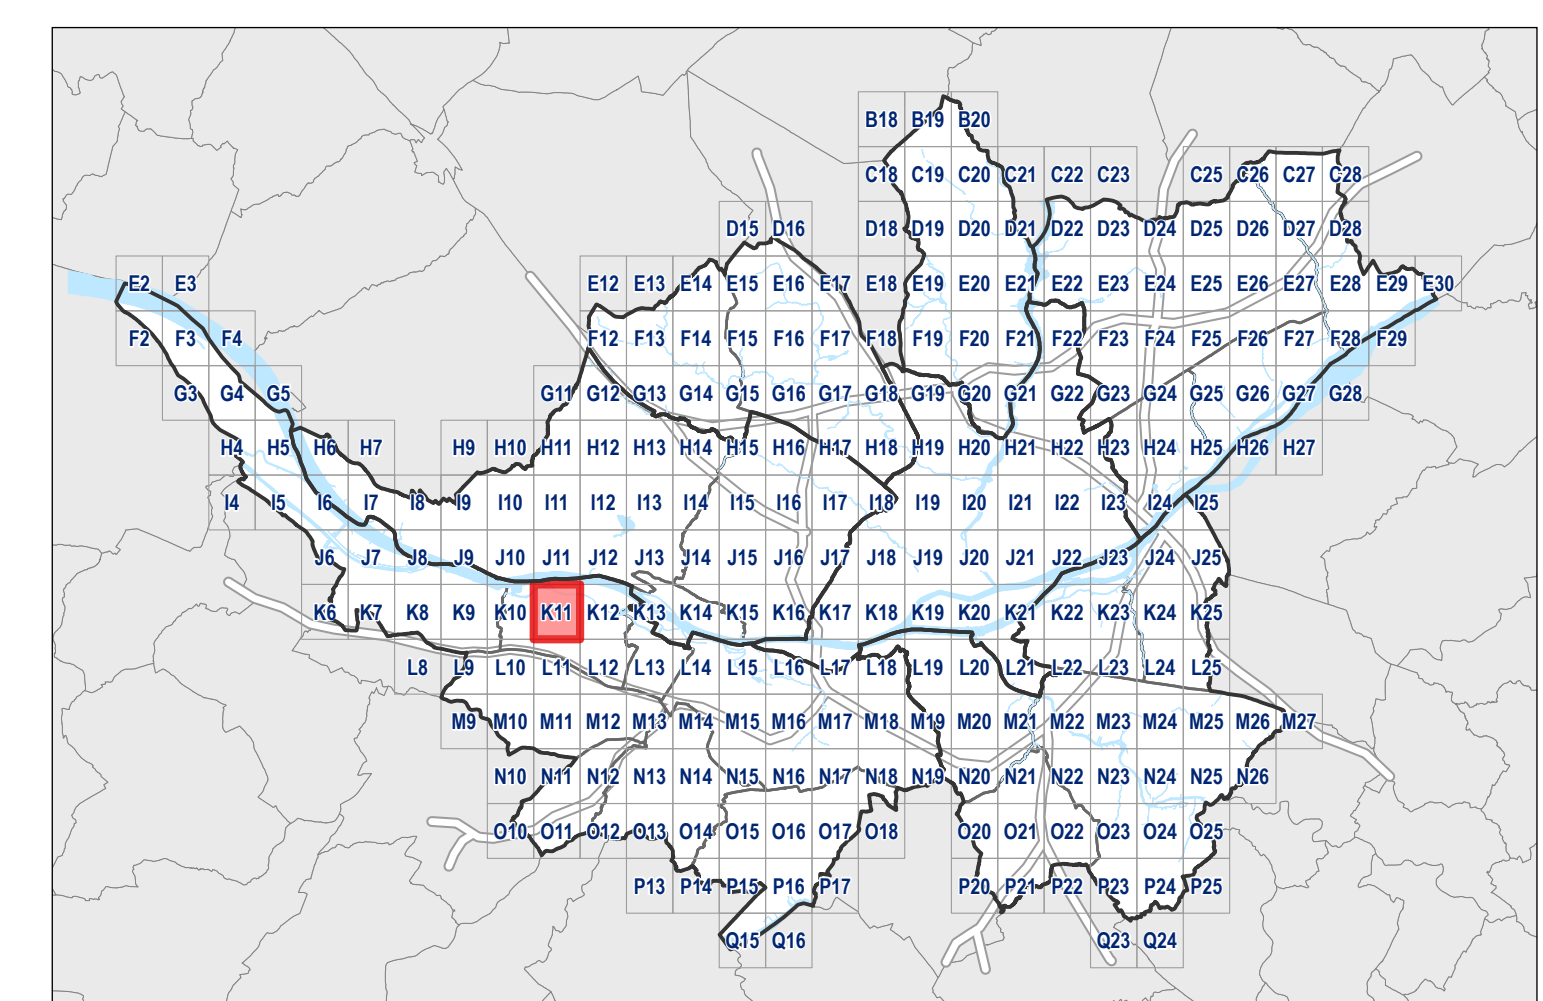 B18 B19 B20
C18 C19 C20 C21 C22 C23 C25 C26 C27 C28
D15 D16 D18 D19 D20 D21 D22 D23 D24 D25 D26 D27 D28
E2 E3 E12 E13 E14 E15 E16 E17 E18 E19 E20 E21 E22 E23 E24 E25 E26 E27 E28 E29 E30
F2 F3 F4 F12 F13 F14 F15 F16 F17 F18 F19 F20 F21 F22 F23 F24 F25 F26 F27 F28 F29
G3 G4 G5 G11 G12 G13 G14 G15 G16 G17 G18 G19 G20 G21 G22 G23 G24 G25 G26 G27 G28
H4 H5 H6 H7 H9 H10 H11 H12 H13 H14 H15 H16 H17 H18 H19 H20 H21 H22 H23 H24 H25 H26 H27
I4 I5 I6 I7 I8 I9 I10 I11 I12 I13 I14 I15 I16 I17 I18 I19 I20 I21 I22 I23 I24 I25
J6 J7 J8 J9 J10 J11 J12 J13 J14 J15 J16 J17 J18 J19 J20 J21 J22 J23 J24 J25
K6 K7 K8 K9 K10 K11 K12 K13 K14 K15 K16 K17 K18 K19 K20 K21 K22 K23 K24 K25
L8 L9 L10 L11 L12 L13 L14 L15 L16 L17 L18 L19 L20 L21 L22 L23 L24 L25
M9 M10 M11 M12 M13 M14 M15 M16 M17 M18 M19 M20 M21 M22 M23 M24 M25 M26 M27
N10 N11 N12 N13 N14 N15 N16 N17 N18 N19 N20 N21 N22 N23 N24 N25 N26
O10 O11 O12 O13 O14 O15 O16 O17 O18 O20 O21 O22 O23 O24 O25
P13 P14 P15 P16 P17 P20 P21 P22 P23 P24 P25
Q15 Q16 Q23 Q24